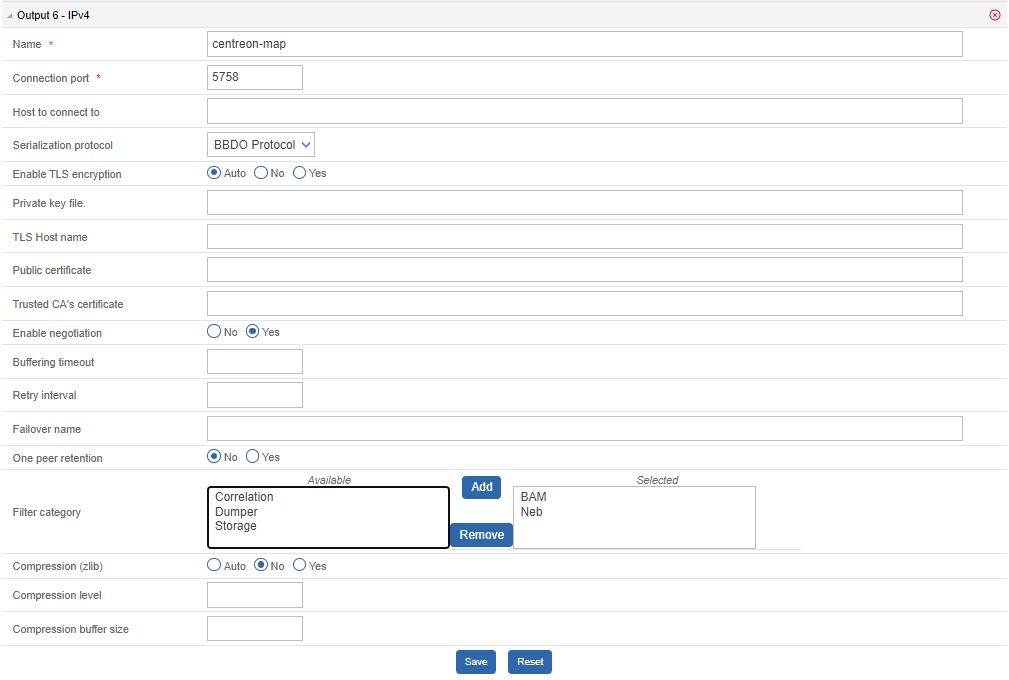 Output 6 - IPv4
Name *
centreon-map
Connection port *
5758
Host to connect to
Serialization protocol
BBDO Protocol
Enable TLS encryption
Auto No Yes
Private key file.
TLS Host name
Public certificate
Trusted CA's certificate
Enable negotiation
No Yes
Buffering timeout
Retry interval
Failover name
One peer retention
No Yes
Filter category
Available
Correlation
Dumper
Storage
Add
Remove
Selected
BAM
Neb
Compression (zlib)
Auto No Yes
Compression level
Compression buffer size
Save Reset